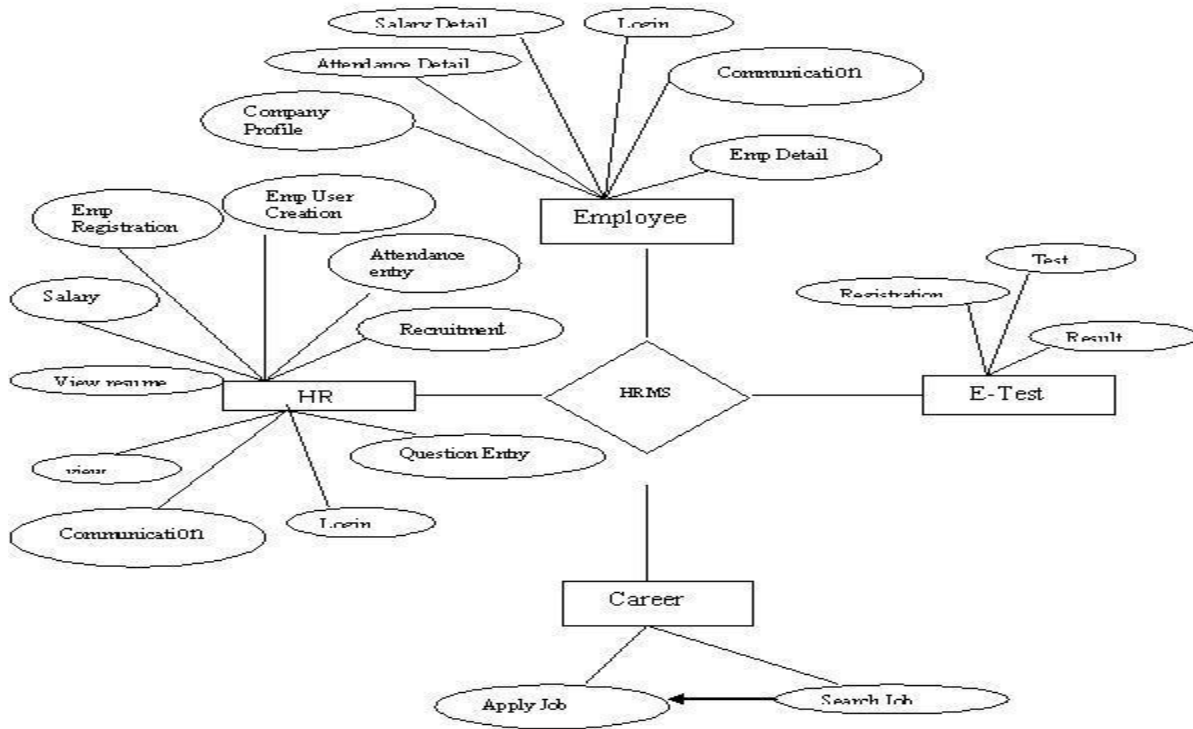 Salary Detail
Login
Attendance Detail
Communication
Company
Profile
Emp Detail
Employee
Emp
Registration
Emp User
Creation
Attendance
entry
Salary
Recruitment
View resume
HR
HRMS
Test
Registration
Result
E-Test
view
Question Entry
Communication
Login
Career
Apply Job
Search Job